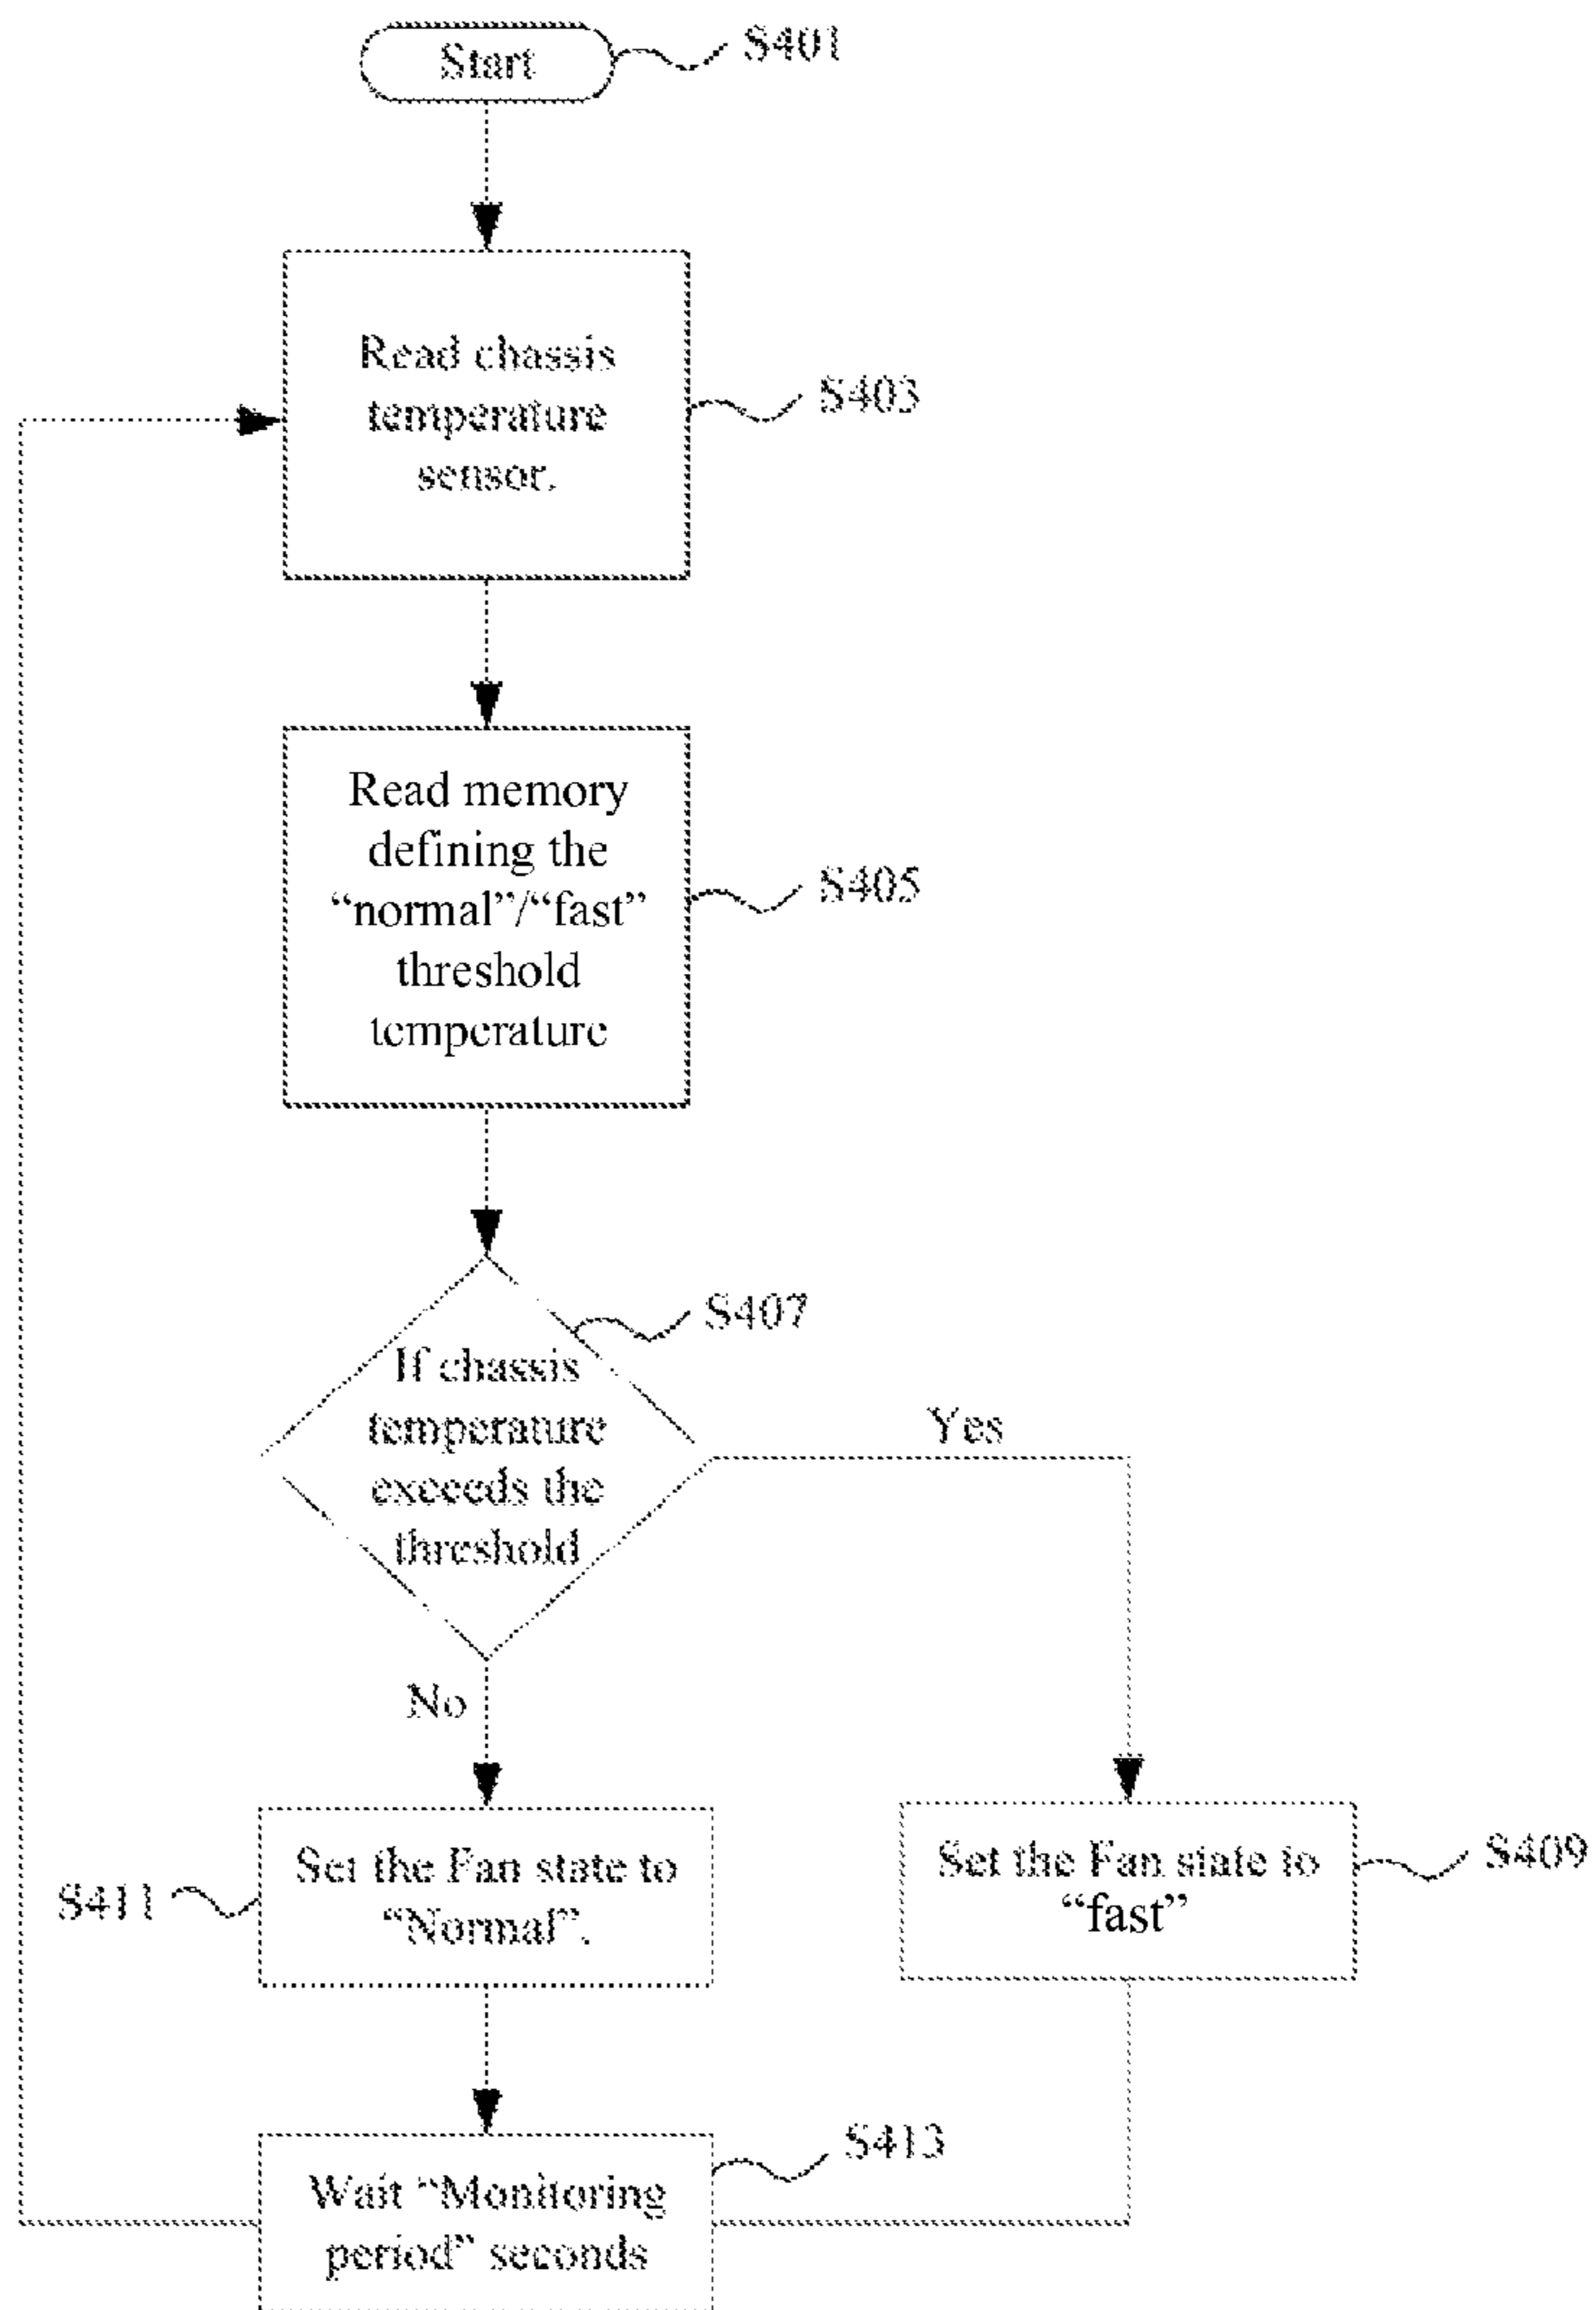 Start
S401
Read chassis
temperature
sensor.
S403
Read memory
defining the
“normal”/“fast”
threshold
temperature
S405
S407
If chassis
temperature
exceeds the
threshold
Yes
No
Set the Fan state to
“Normal”.
S411
Set the Fan state to
“fast”
S409
S413
Wait “Monitoring
period” seconds